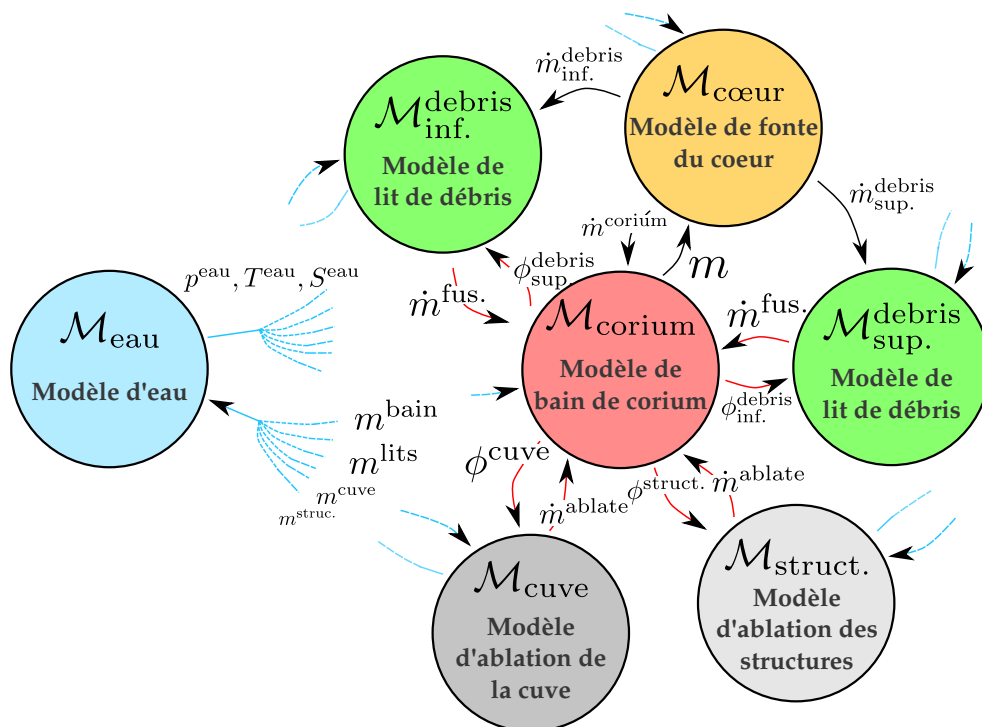 ṁ^debris_inf.
M_cœur
Modèle de fonte
du coeur
M^debris_inf.
Modèle de
lit de débris
ṁ^debris_sup.
ṁ^corium
m
p^eau, T^eau, S^eau
ṁ^fus.
ϕ^debris_sup.
M_eau
Modèle d'eau
M_corium
Modèle de
bain de corium
ṁ^fus.
ϕ^debris_inf.
M^debris_sup.
Modèle de
lit de débris
m^bain
m^lits
m^cuve
m^struc.
ϕ^cuve
ṁ^ablate
ϕ^struct.
ṁ^ablate
M_cuve
Modèle
d'ablation de
la cuve
M_struct.
Modèle
d'ablation des
structures